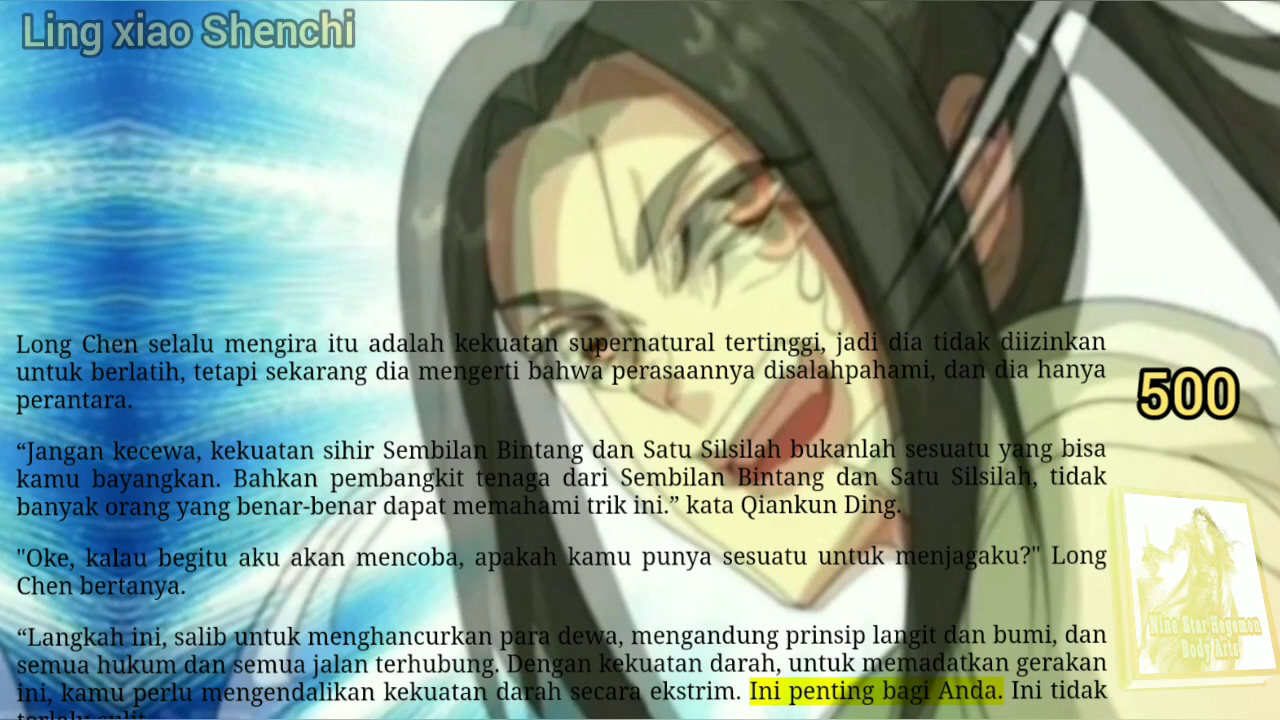 Ling xiao Shenchi
Long Chen selalu mengira itu adalah kekuatan supernatural tertinggi, jadi dia tidak diizinkan
untuk berlatih, tetapi sekarang dia mengerti bahwa perasaannya disalahpahami, dan dia hanya
perantara.
“Jangan kecewa, kekuatan sihir Sembilan Bintang dan Satu Silsilah bukanlah sesuatu yang bisa
kamu bayangkan. Bahkan pembangkit tenaga dari Sembilan Bintang dan Satu Silsilah, tidak
banyak orang yang benar-benar dapat memahami trik ini.” kata Qiankun Ding.
"Oke, kalau begitu aku akan mencoba, apakah kamu punya sesuatu untuk menjagaku?" Long
Chen bertanya.
“Langkah ini, salib untuk menghancurkan para dewa, mengandung prinsip langit dan bumi, dan
semua hukum dan semua jalan terhubung. Dengan kekuatan darah, untuk memadatkan gerakan
ini, kamu perlu mengendalikan kekuatan darah secara ekstrim. Ini penting bagi Anda. Ini tidak
terlalu sulit
500
Nine Star Hegemon
Body Arts